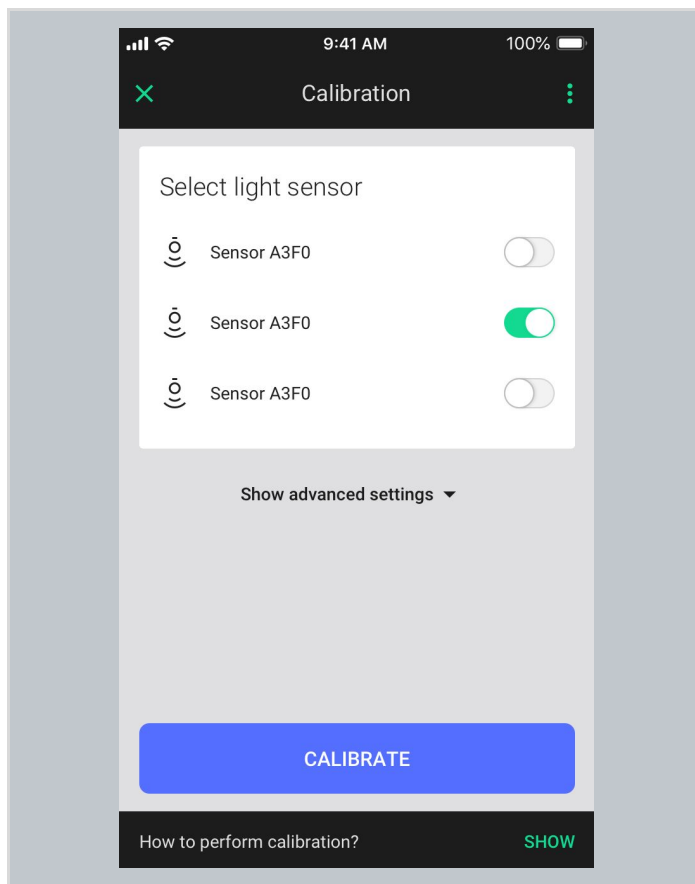 9:41 AM 100%
Calibration
Select light sensor
Sensor A3F0
Sensor A3F0
Sensor A3F0
Show advanced settings
CALIBRATE
How to perform calibration? SHOW